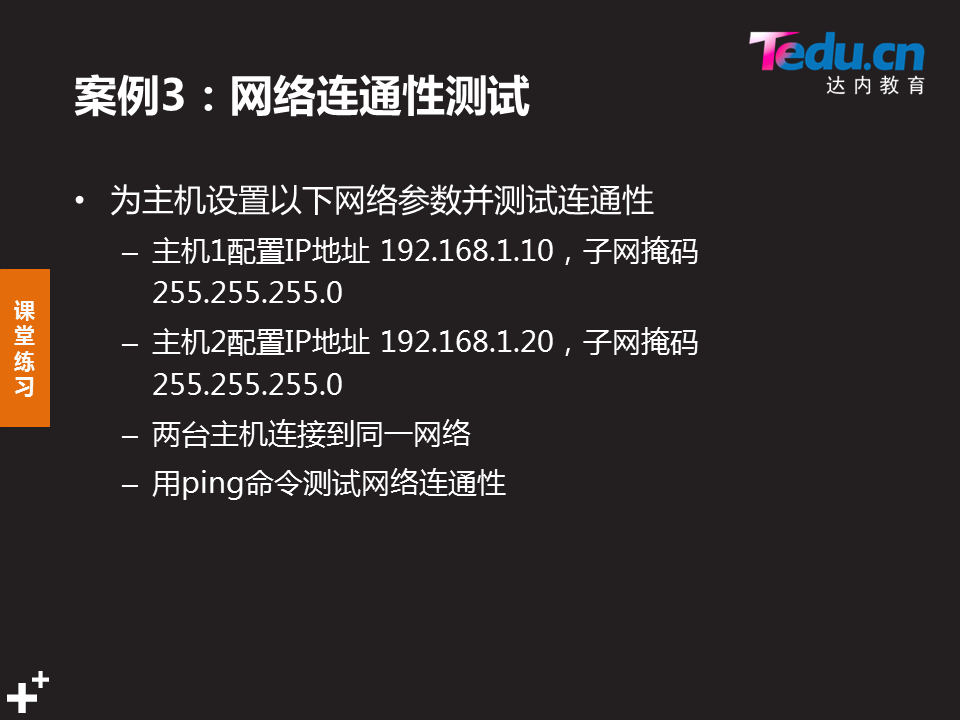 Tedu.cn
达内教育
案例3：网络连通性测试
• 为主机设置以下网络参数并测试连通性
– 主机1配置IP地址 192.168.1.10，子网掩码
255.255.255.0
– 主机2配置IP地址 192.168.1.20，子网掩码
255.255.255.0
– 两台主机连接到同一网络
– 用ping命令测试网络连通性
课堂练习